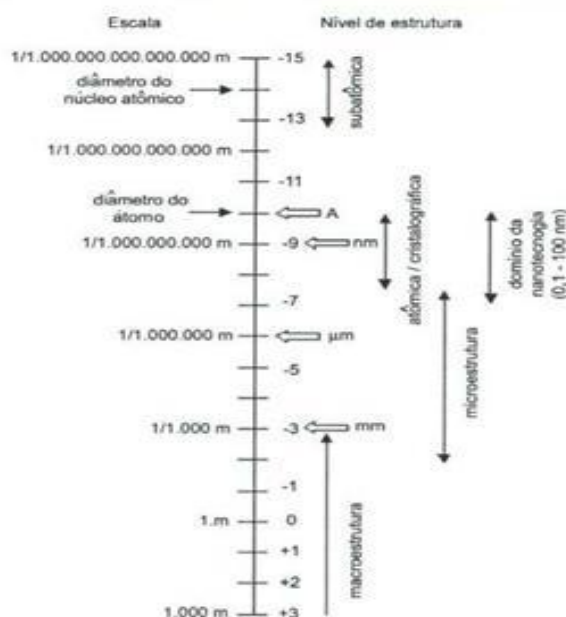 Escala Nível de estrutura
1/1.000.000.000.000.000 m -15
diâmetro do
núcleo atômico
subatômica
-13
1/1.000.000.000.000 m
-11
diâmetro do
átomo
A
1/1.000.000.000 m -9 nm
atômica / cristalográfica
domínio da
nanotecnogia
(0,1 - 100 nm)
-7
1/1.000.000 m µm
-5
microestrutura
1/1.000 m -3 mm
-1
1.m 0
+1
macroestrutura
+2
1.000 m +3